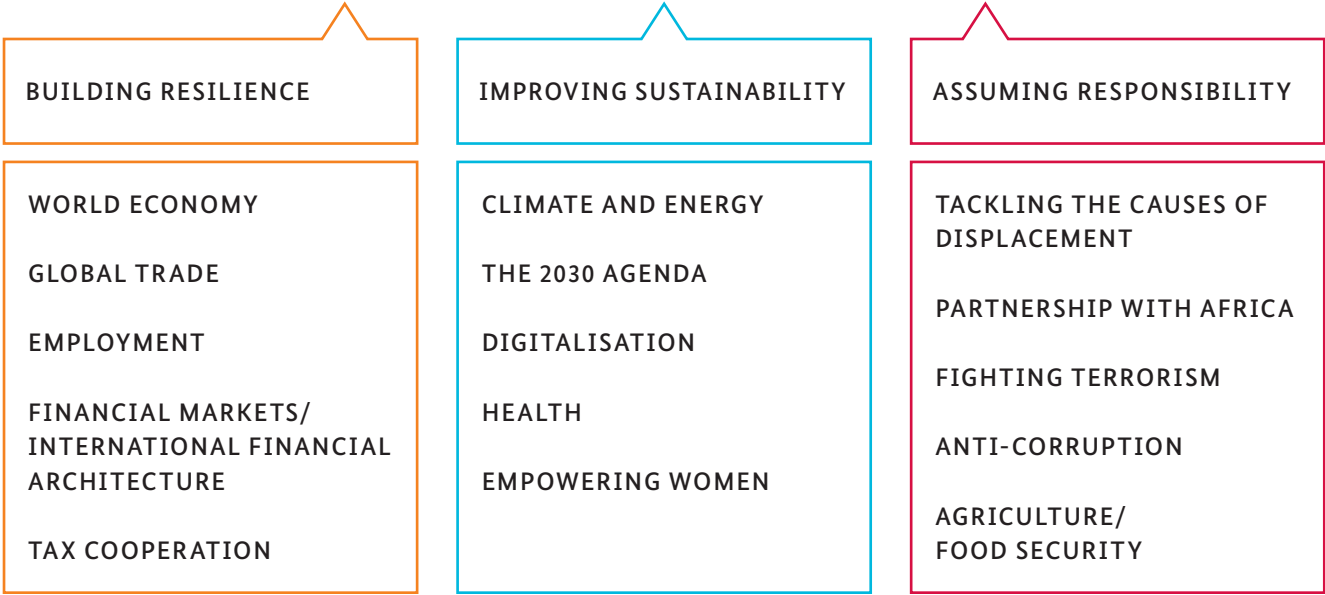 BUILDING RESILIENCE
WORLD ECONOMY
GLOBAL TRADE
EMPLOYMENT
FINANCIAL MARKETS/
INTERNATIONAL FINANCIAL
ARCHITECTURE
TAX COOPERATION
IMPROVING SUSTAINABILITY
CLIMATE AND ENERGY
THE 2030 AGENDA
DIGITALISATION
HEALTH
EMPOWERING WOMEN
ASSUMING RESPONSIBILITY
TACKLING THE CAUSES OF
DISPLACEMENT
PARTNERSHIP WITH AFRICA
FIGHTING TERRORISM
ANTI-CORRUPTION
AGRICULTURE/
FOOD SECURITY